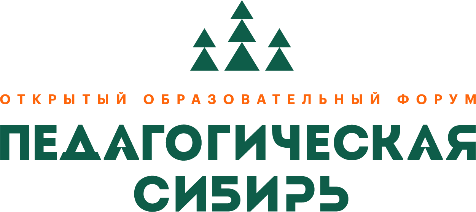 ОТКРЫТЫЙ ОБРАЗОВАТЕЛЬНЫЙ ФОРУМ
ПЕДАГОГИЧЕСКАЯ
СИБИРЬ